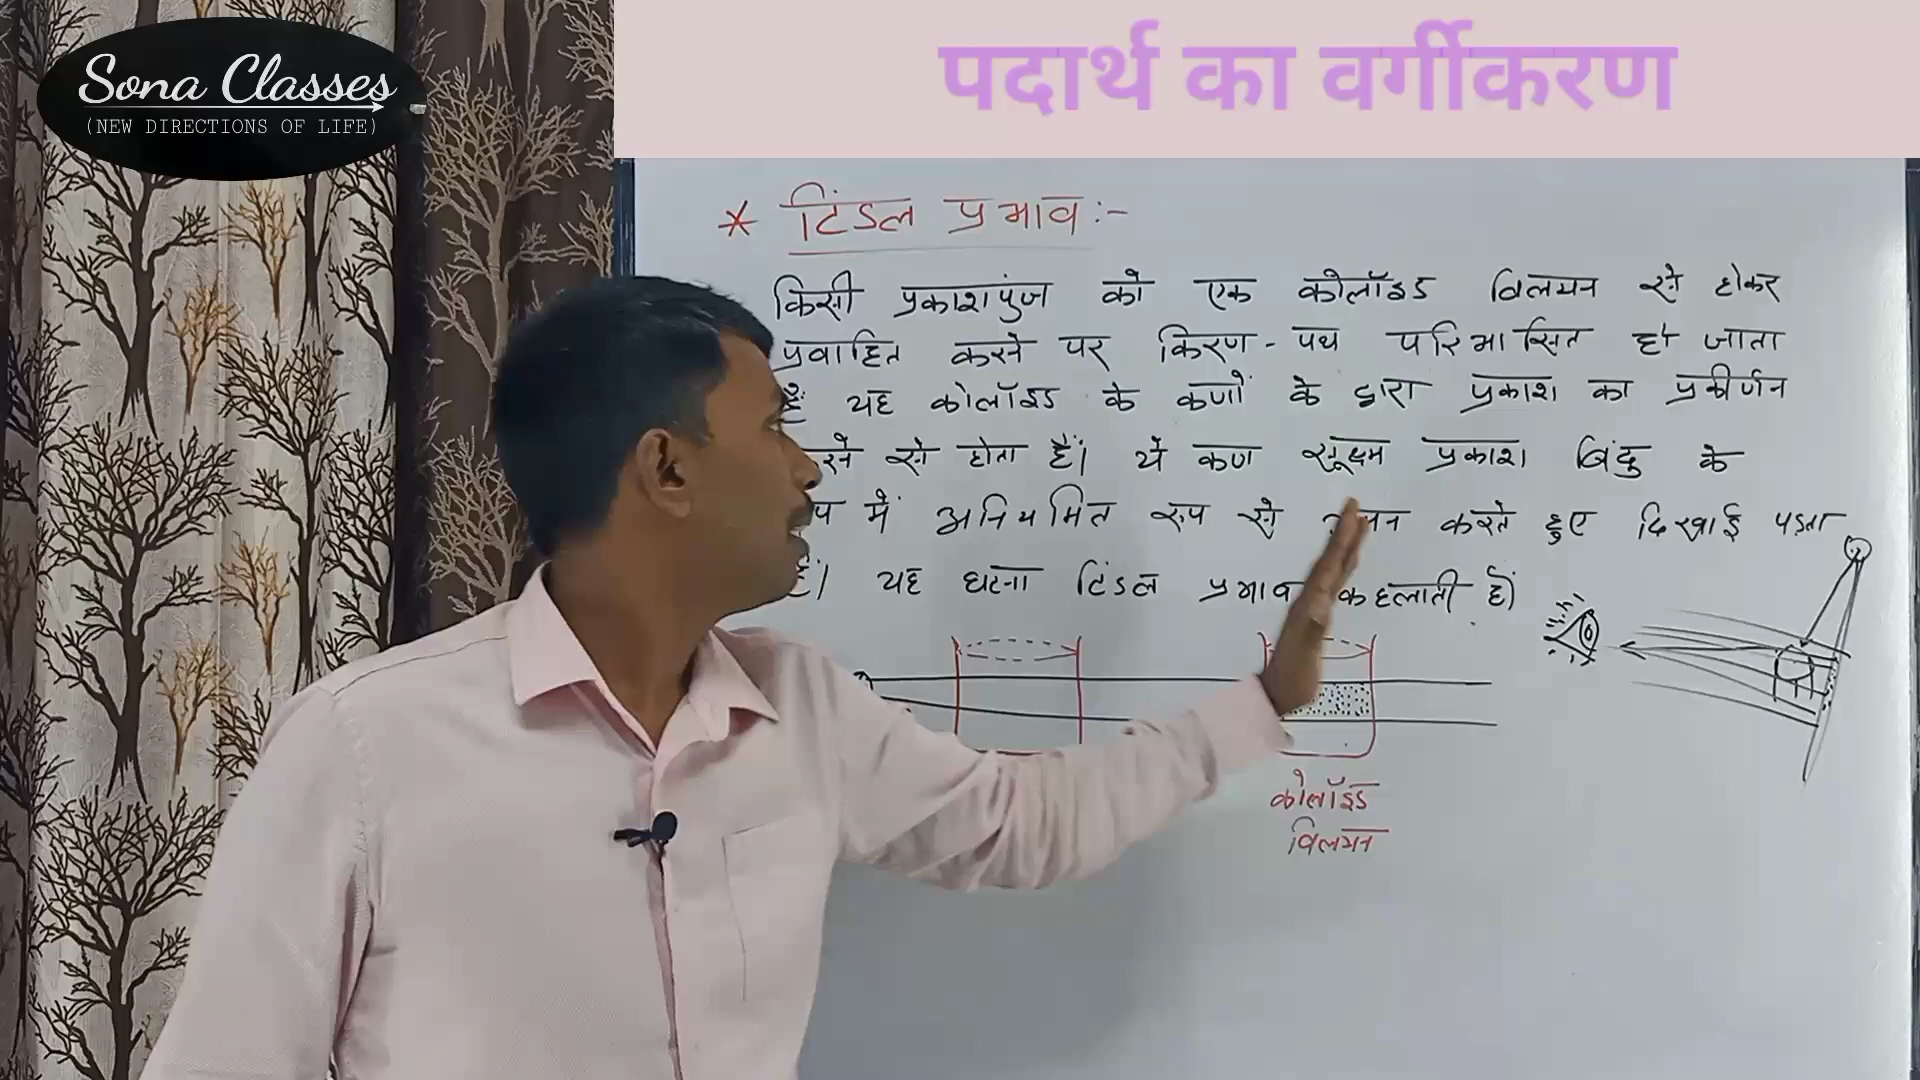 Sona Classes
(NEW DIRECTIONS OF LIFE)
पदार्थ का वर्गीकरण
* टिंडल प्रभाव :-
किसी प्रकाशपुंज को एक कोलॉइड विलयन से होकर
प्रवाहित करने पर किरण - पथ परिभासित हो जाता
है यह कोलॉइड के कणों के द्वारा प्रकाश का प्रकीर्णन
रने से होता हैं। ये कण सूक्ष्म प्रकाश बिंदु के
प में अनियमित रुप से करते हुए दिखाई पड़ता
हैं। यह घटना टिंडल प्रभाव कहलाती हैं।
कोलॉइड
विलयन